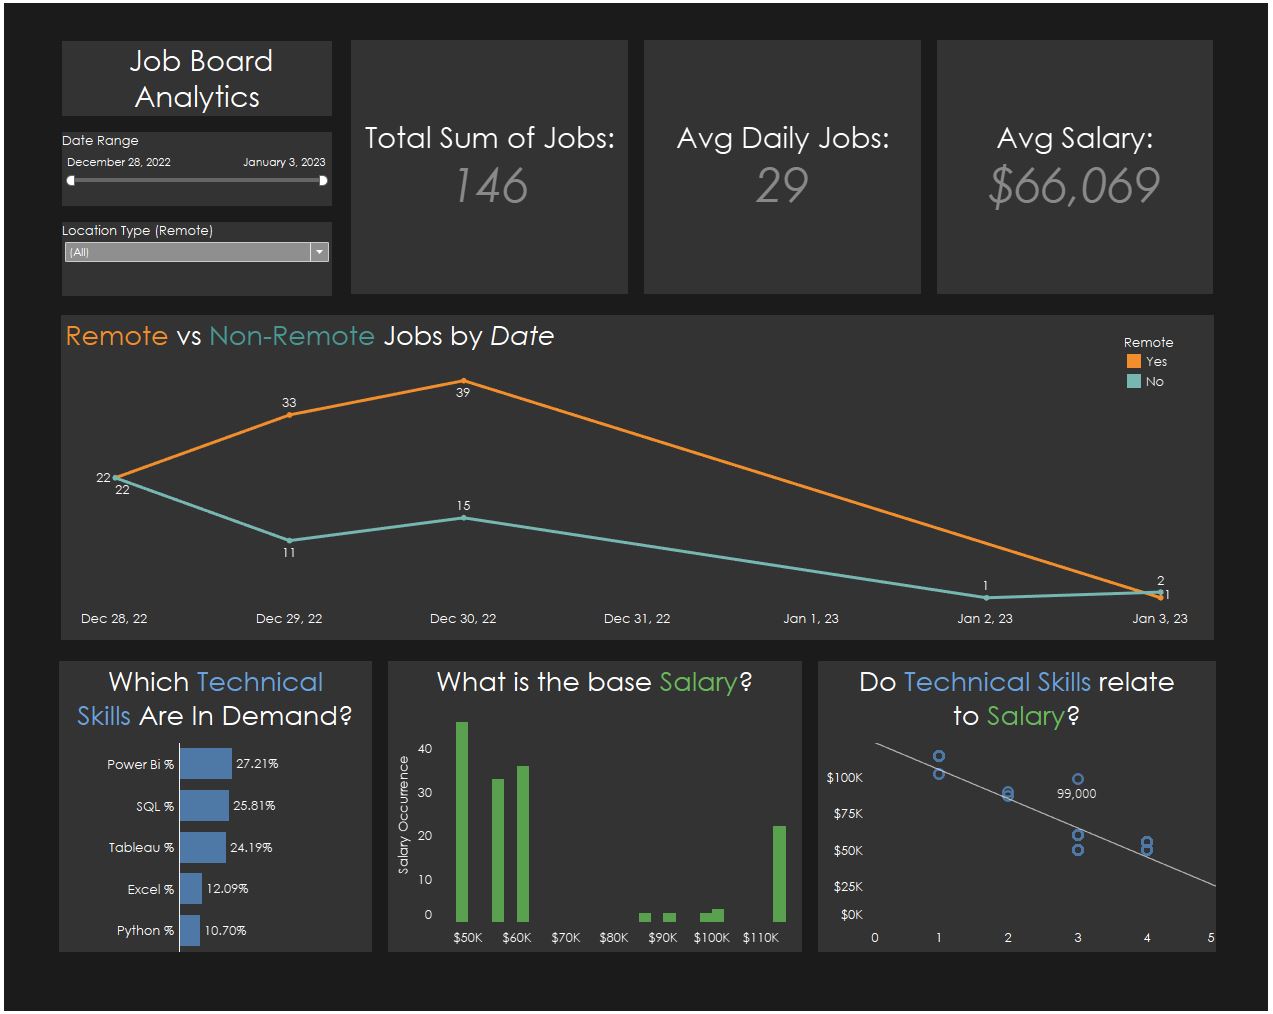 Job Board
Analytics
Date Range
December 28, 2022 January 3, 2023
Location Type (Remote)
(All)
Total Sum of Jobs:
146
Avg Daily Jobs:
29
Avg Salary:
$66,069
Remote vs Non-Remote Jobs by Date
Remote
Yes
No
33
39
22
22
15
11
1
2
1
Dec 28, 22 Dec 29, 22 Dec 30, 22 Dec 31, 22 Jan 1, 23 Jan 2, 23 Jan 3, 23
Which Technical
Skills Are In Demand?
Power Bi % 27.21%
SQL % 25.81%
Tableau % 24.19%
Excel % 12.09%
Python % 10.70%
What is the base Salary?
Salary Occurrence
40
30
20
10
0
$50K $60K $70K $80K $90K $100K $110K
Do Technical Skills relate
to Salary?
$100K
99,000
$75K
$50K
$25K
$0K
0 1 2 3 4 5